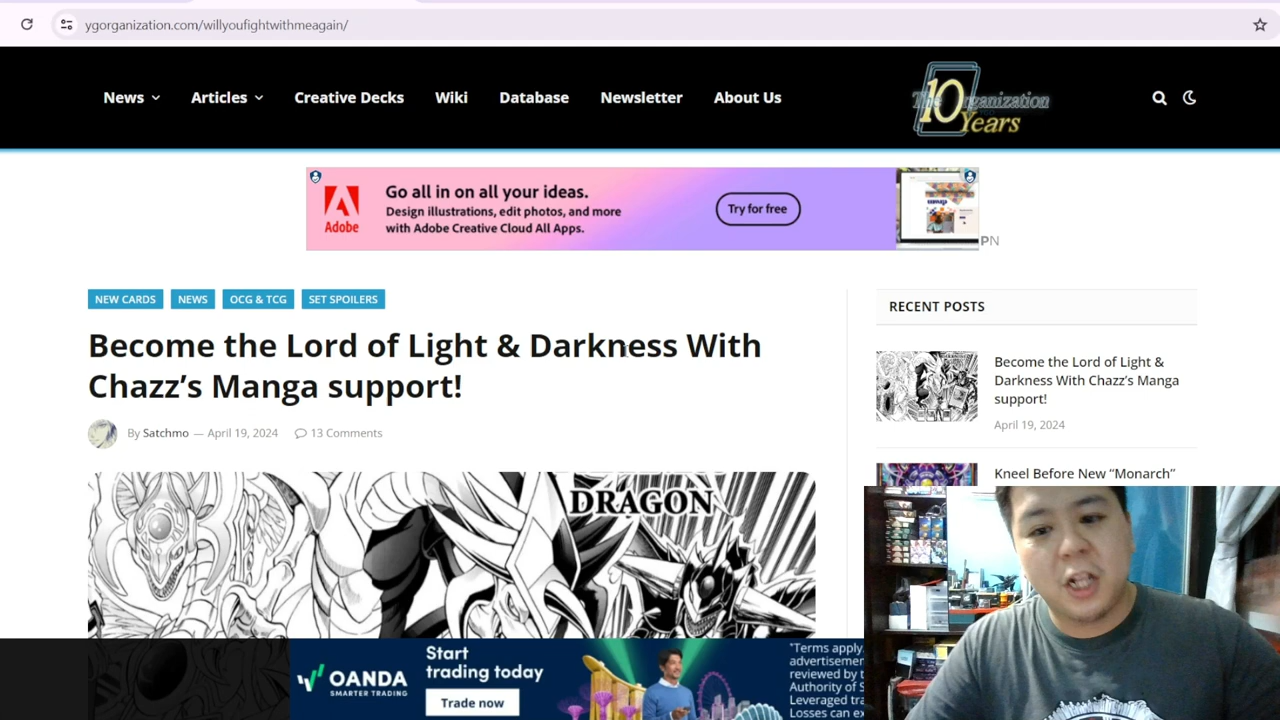 ygorganization.com/willyoufightwithmeagain/
News
Articles
Creative Decks
Wiki
Database
Newsletter
About Us
The Organization
10
Years
Adobe
Go all in on all your ideas.
Design illustrations, edit photos, and more
with Adobe Creative Cloud All Apps.
Try for free
PN
NEW CARDS
NEWS
OCG & TCG
SET SPOILERS
Become the Lord of Light & Darkness With
Chazz’s Manga support!
By Satchmo — April 19, 2024
13 Comments
DRAGON
RECENT POSTS
Become the Lord of Light &
Darkness With Chazz’s Manga
support!
April 19, 2024
Kneel Before New “Monarch”
OANDA
SMARTER TRADING
Start
trading today
Trade now
*Terms apply.
advertisemen
reviewed by t
Authority of S
Leveraged tra
Losses can ex